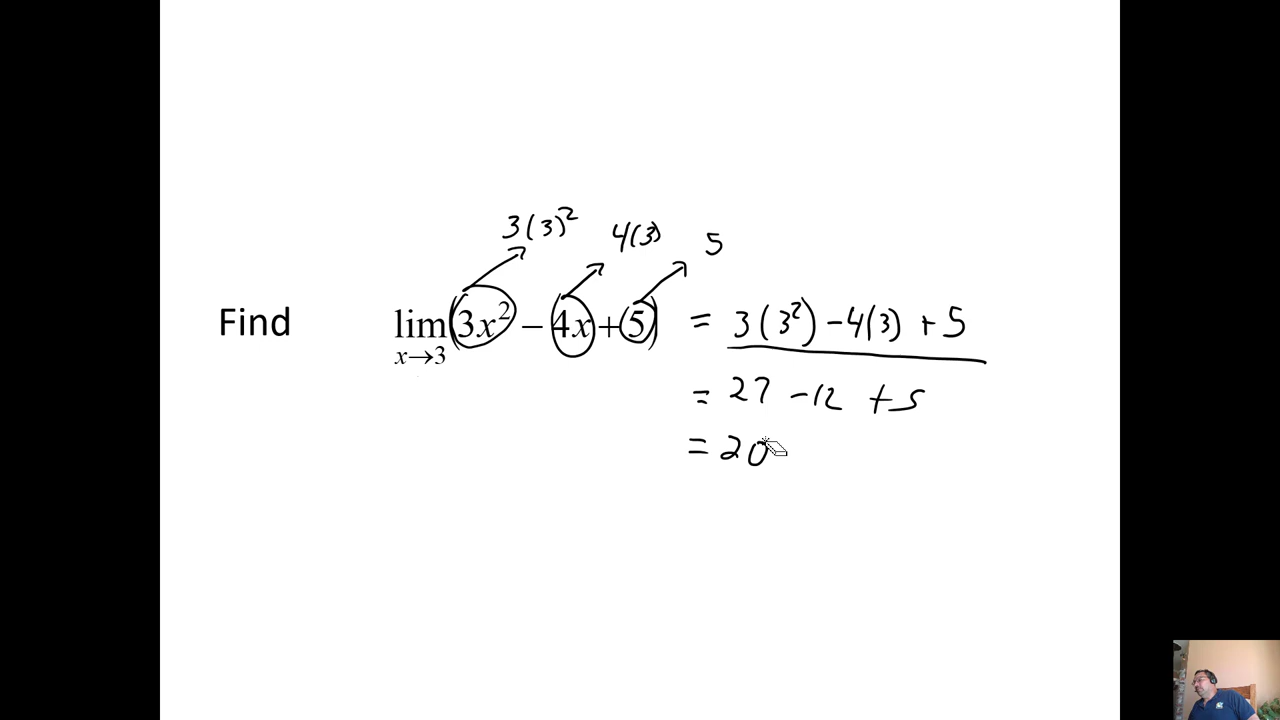 3(3)² 4(3) 5
Find lim x→3 (3x² − 4x + 5) = 3(3²) − 4(3) + 5
= 27 − 12 + 5
= 20